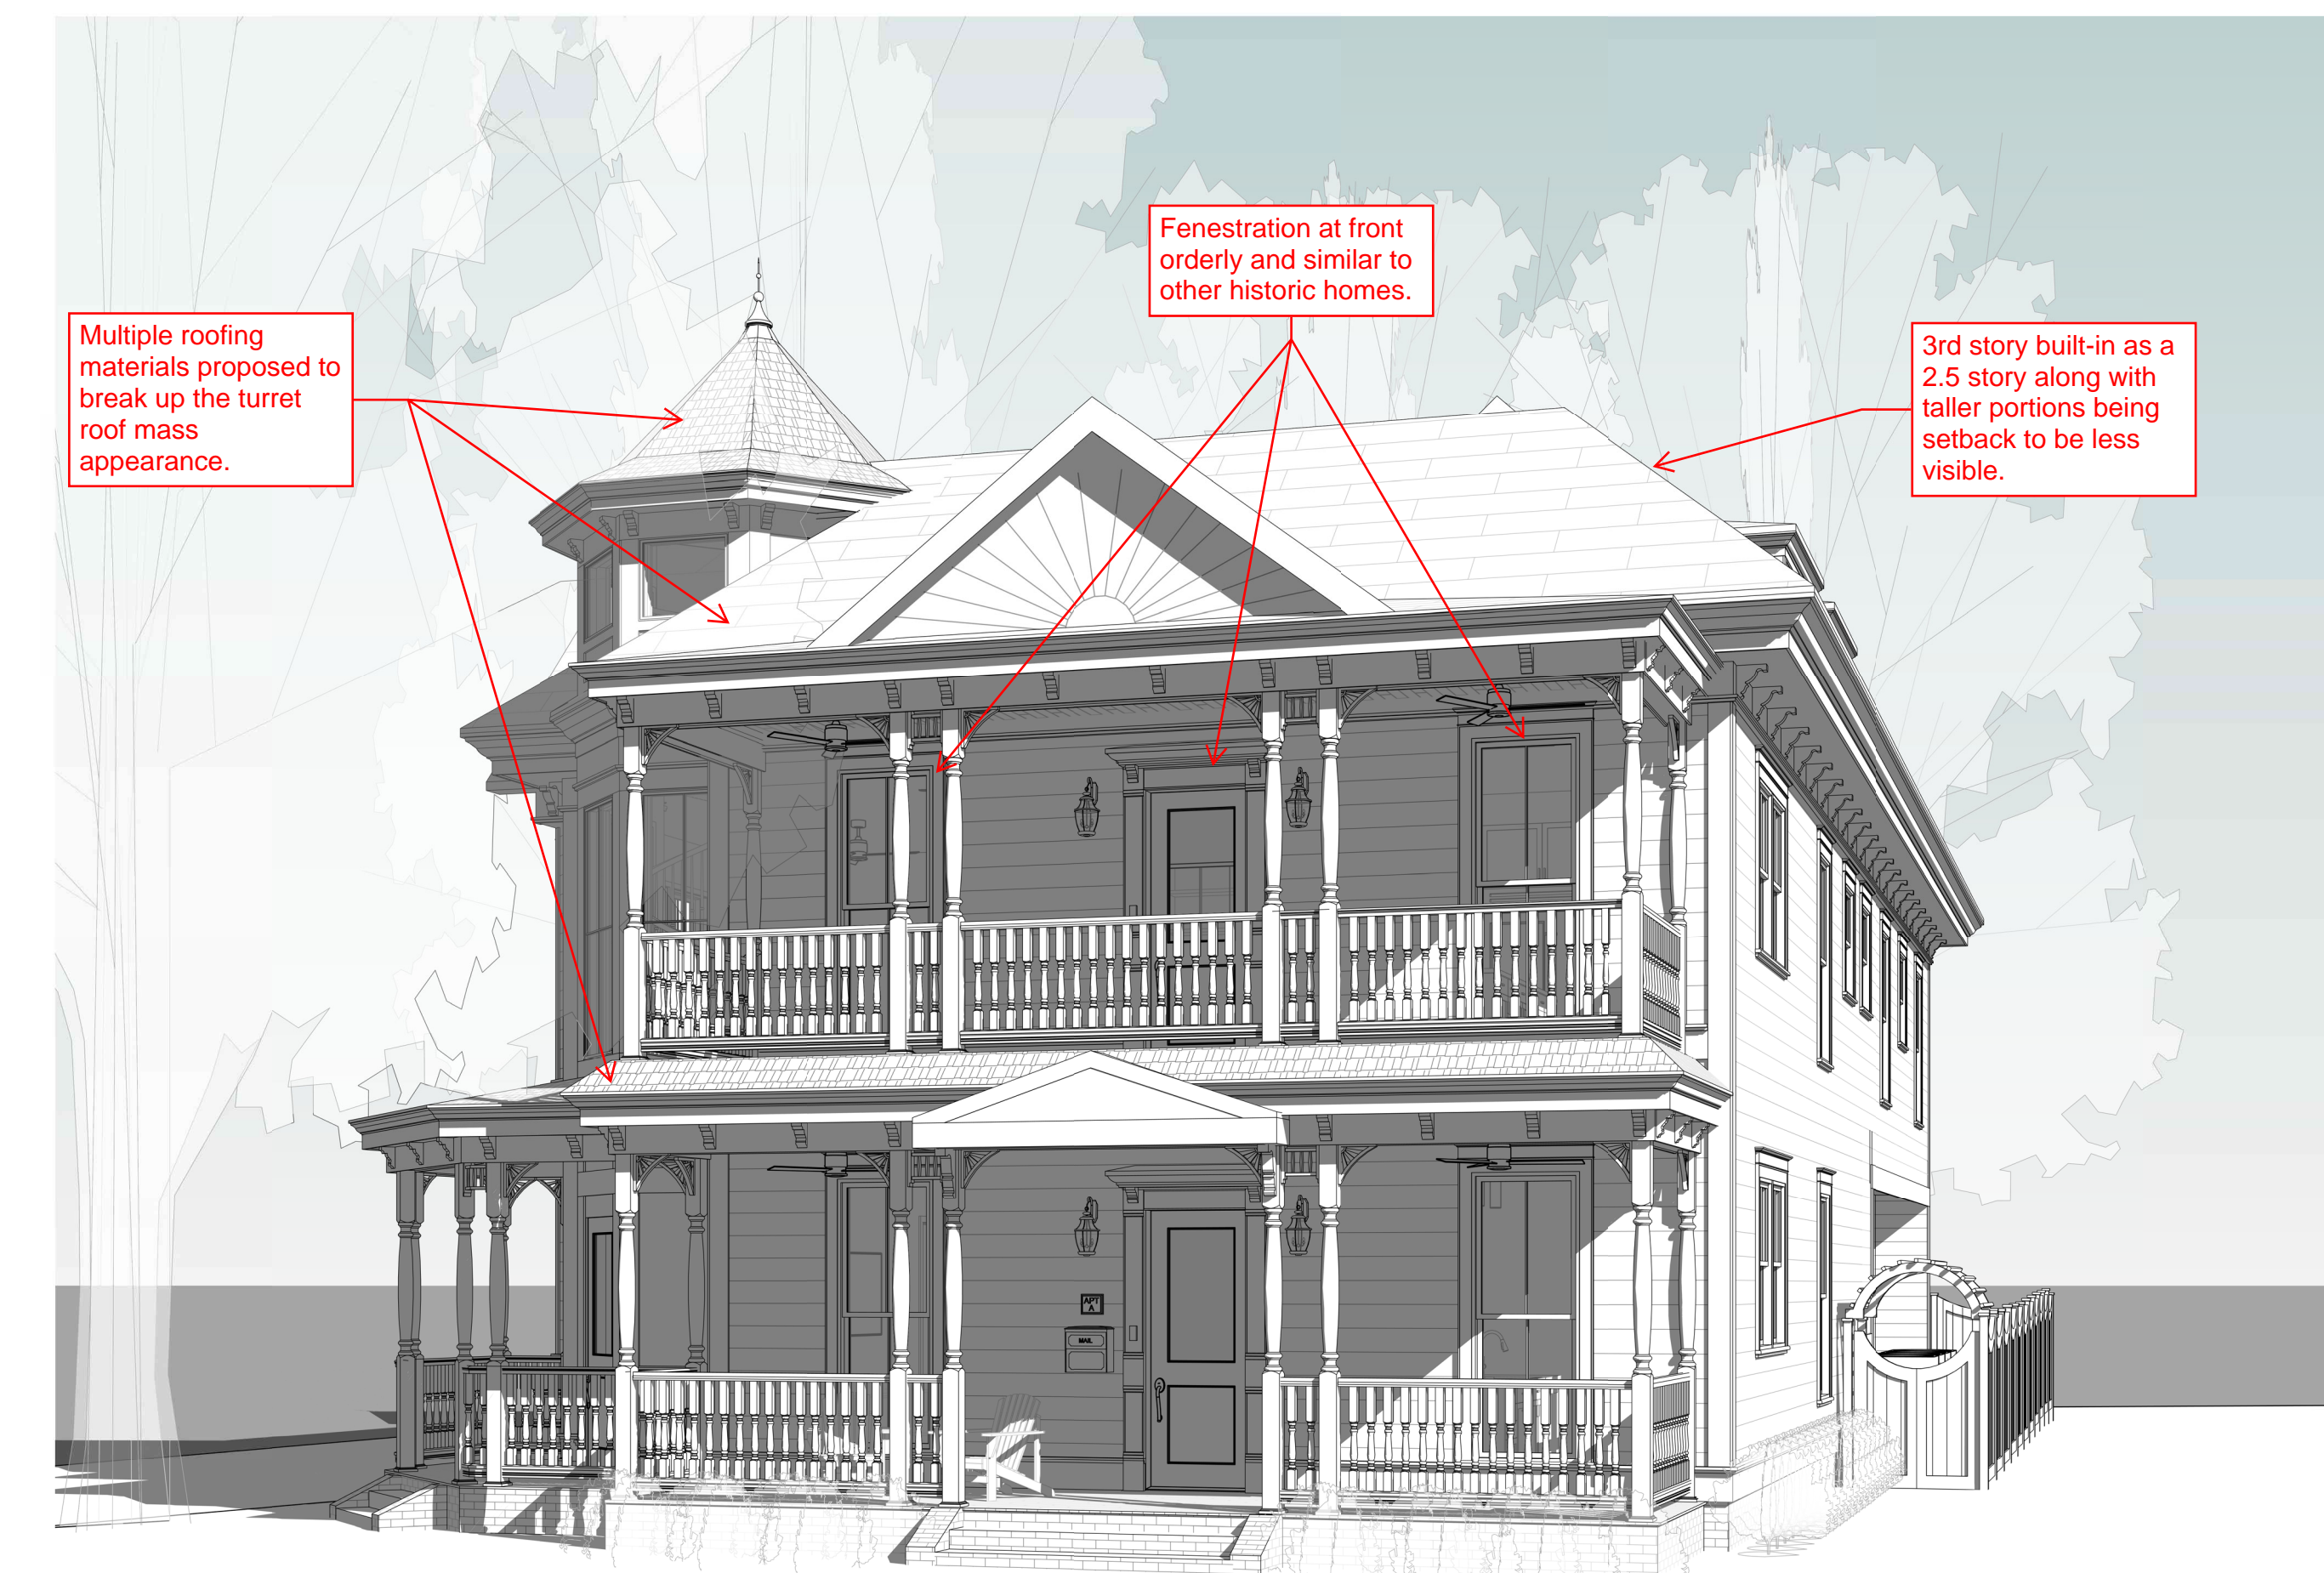 Fenestration at front
orderly and similar to
other historic homes.
Multiple roofing
materials proposed to
break up the turret
roof mass
appearance.
3rd story built-in as a
2.5 story along with
taller portions being
setback to be less
visible.
APT
A
MAIL